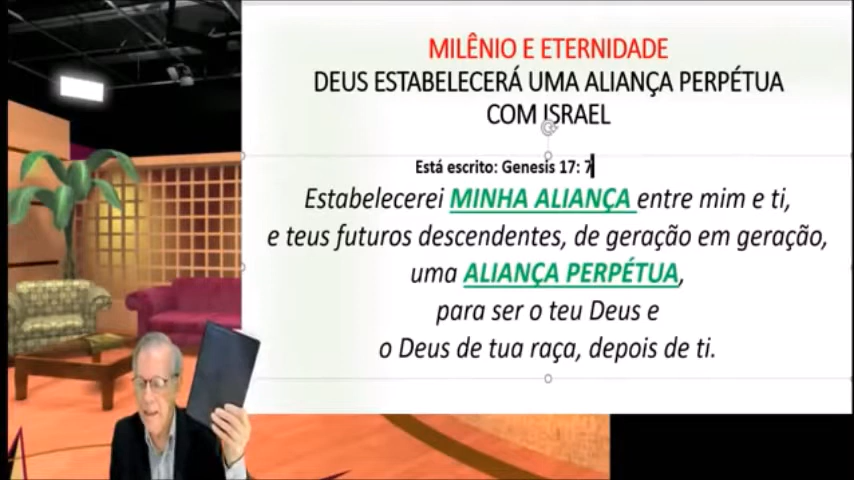 MILÊNIO E ETERNIDADE
DEUS ESTABELECERÁ UMA ALIANÇA PERPÉTUA
COM ISRAEL
Está escrito: Genesis 17: 7
Estabelecerei MINHA ALIANÇA entre mim e ti,
e teus futuros descendentes, de geração em geração,
uma ALIANÇA PERPÉTUA,
para ser o teu Deus e
o Deus de tua raça, depois de ti.